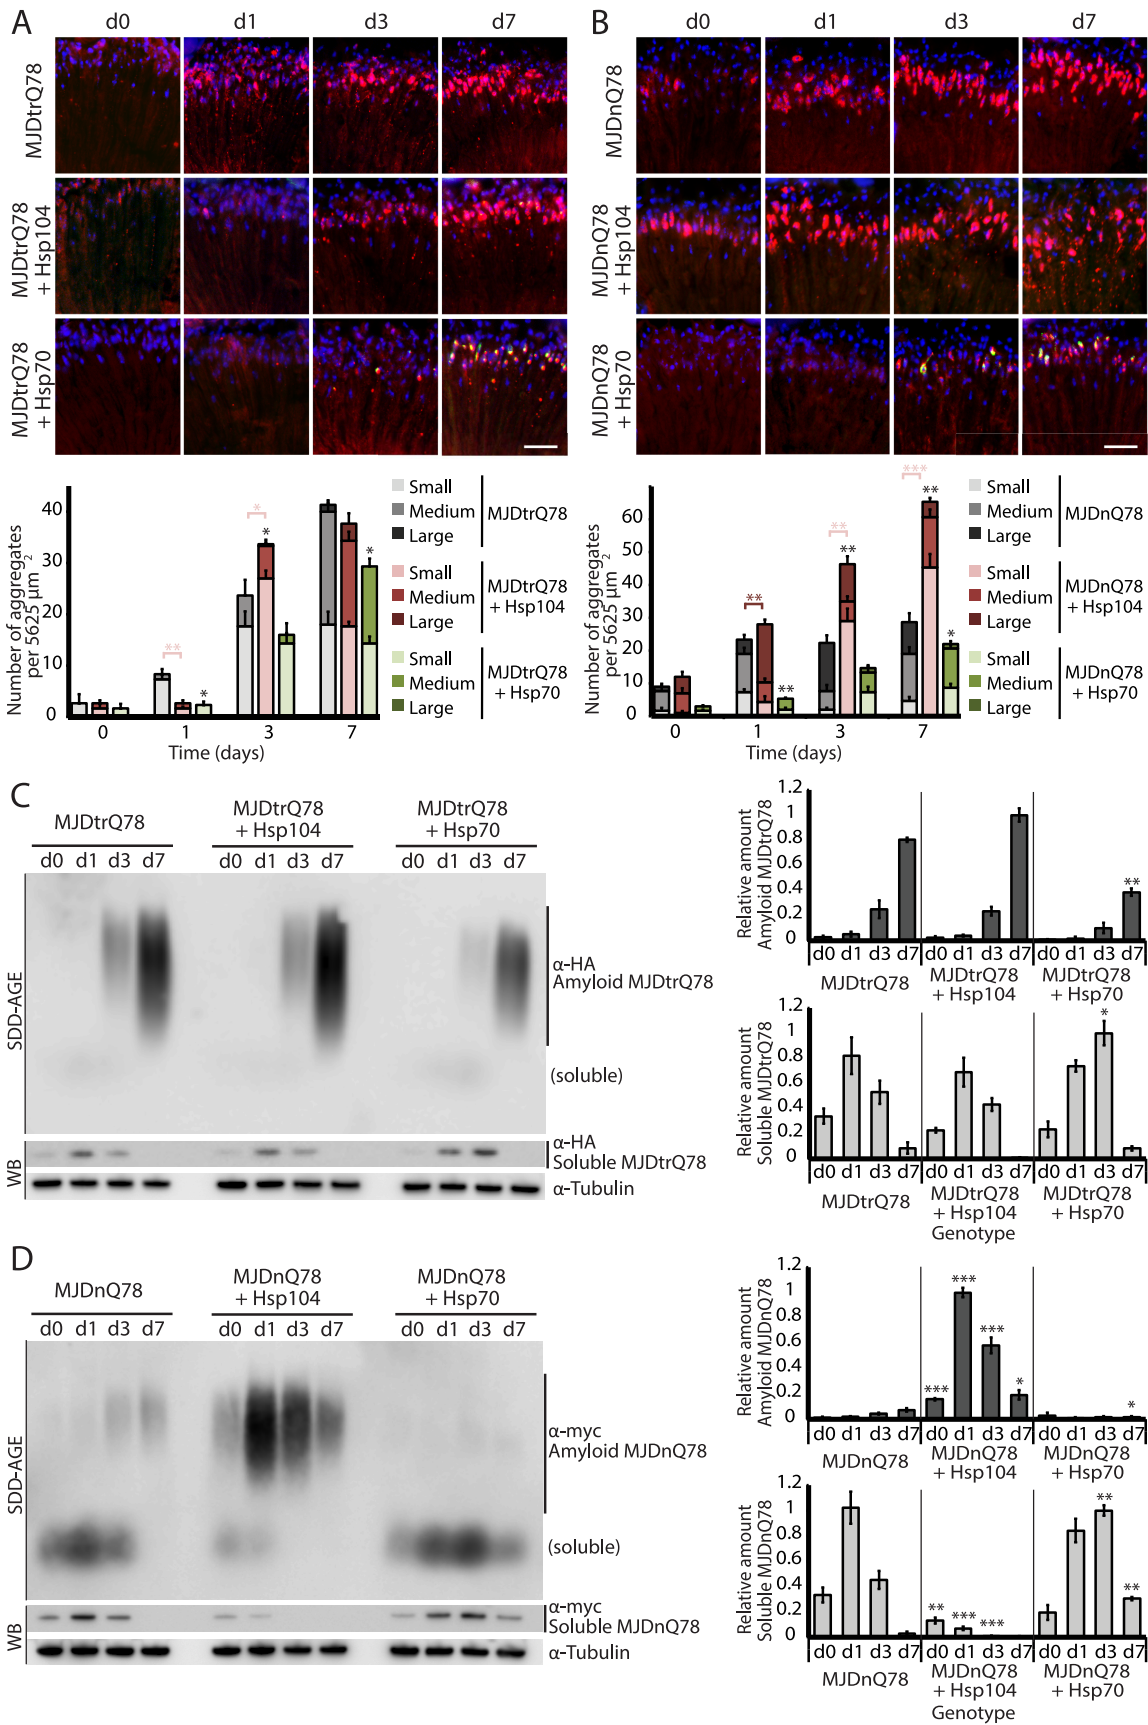 A
d0 d1 d3 d7
MJDtrQ78
MJDtrQ78
+ Hsp104
MJDtrQ78
+ Hsp70
Number of aggregates
per 5625 µm2
40
30
20
10
0
* *
** *
*
0 1 3 7
Time (days)
Small
Medium
Large
MJDtrQ78
Small
Medium
Large
MJDtrQ78
+ Hsp104
Small
Medium
Large
MJDtrQ78
+ Hsp70
B
d0 d1 d3 d7
MJDnQ78
MJDnQ78
+ Hsp104
MJDnQ78
+ Hsp70
Number of aggregates
per 5625 µm2
60
50
40
30
20
10
0
*** **
** **
** **
*
0 1 3 7
Time (days)
Small
Medium
Large
MJDnQ78
Small
Medium
Large
MJDnQ78
+ Hsp104
Small
Medium
Large
MJDnQ78
+ Hsp70
C
MJDtrQ78
MJDtrQ78
+ Hsp104
MJDtrQ78
+ Hsp70
d0 d1 d3 d7 d0 d1 d3 d7 d0 d1 d3 d7
SDD-AGE
α-HA
Amyloid MJDtrQ78
(soluble)
WB
α-HA
Soluble MJDtrQ78
α-Tubulin
Relative amount
Amyloid MJDtrQ78
1.2
1
0.8
0.6
0.4
0.2
0
**
d0 d1 d3 d7 d0 d1 d3 d7 d0 d1 d3 d7
MJDtrQ78
MJDtrQ78
+ Hsp104
MJDtrQ78
+ Hsp70
Relative amount
Soluble MJDtrQ78
1.2
1
0.8
0.6
0.4
0.2
0
*
d0 d1 d3 d7 d0 d1 d3 d7 d0 d1 d3 d7
MJDtrQ78
MJDtrQ78
+ Hsp104
MJDtrQ78
+ Hsp70
Genotype
D
MJDnQ78
MJDnQ78
+ Hsp104
MJDnQ78
+ Hsp70
d0 d1 d3 d7 d0 d1 d3 d7 d0 d1 d3 d7
SDD-AGE
α-myc
Amyloid MJDnQ78
(soluble)
WB
α-myc
Soluble MJDnQ78
α-Tubulin
Relative amount
Amyloid MJDnQ78
1.2
1
0.8
0.6
0.4
0.2
0
*** *** *** * *
d0 d1 d3 d7 d0 d1 d3 d7 d0 d1 d3 d7
MJDnQ78
MJDnQ78
+ Hsp104
MJDnQ78
+ Hsp70
Relative amount
Soluble MJDnQ78
1.2
1
0.8
0.6
0.4
0.2
0
** *** *** ** **
d0 d1 d3 d7 d0 d1 d3 d7 d0 d1 d3 d7
MJDnQ78
MJDnQ78
+ Hsp104
MJDnQ78
+ Hsp70
Genotype